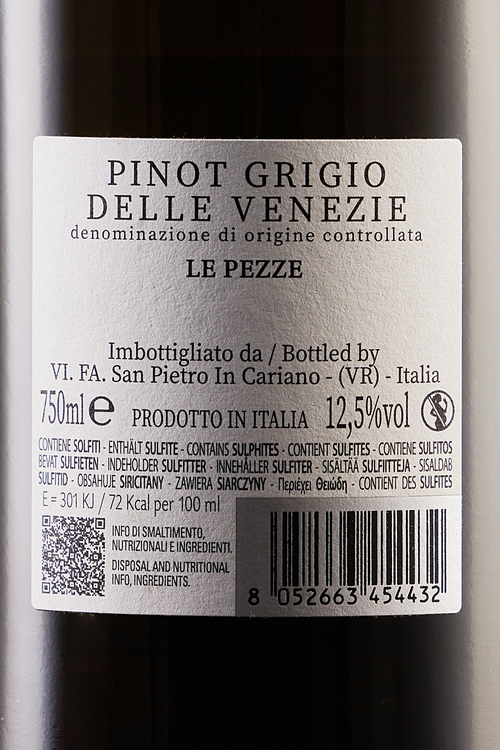 PINOT GRIGIO
DELLE VENEZIE
denominazione di origine controllata
LE PEZZE
Imbottigliato da / Bottled by
VI. FA. San Pietro In Cariano - (VR) - Italia
750ml e PRODOTTO IN ITALIA 12,5%vol
CONTIENE SOLFITI - ENTHÄLT SULFITE - CONTAINS SULPHITES - CONTIENT SULFITES - CONTIENE SULFITOS
BEVAT SULFIETEN - INDEHOLDER SULFITTER - INNEHÅLLER SULFITER - SISÄLTÄÄ SULFIITTEJA - SISALDAB
SULFITID - OBSAHUJE SIRICITANY - ZAWIERA SIARCZYNY - Περιέχει Θειώδη - CONTIENT DES SULFITES
E = 301 KJ / 72 Kcal per 100 ml
INFO DI SMALTIMENTO,
NUTRIZIONALI E INGREDIENTI.
DISPOSAL AND NUTRITIONAL
INFO, INGREDIENTS.
8 052663 454432